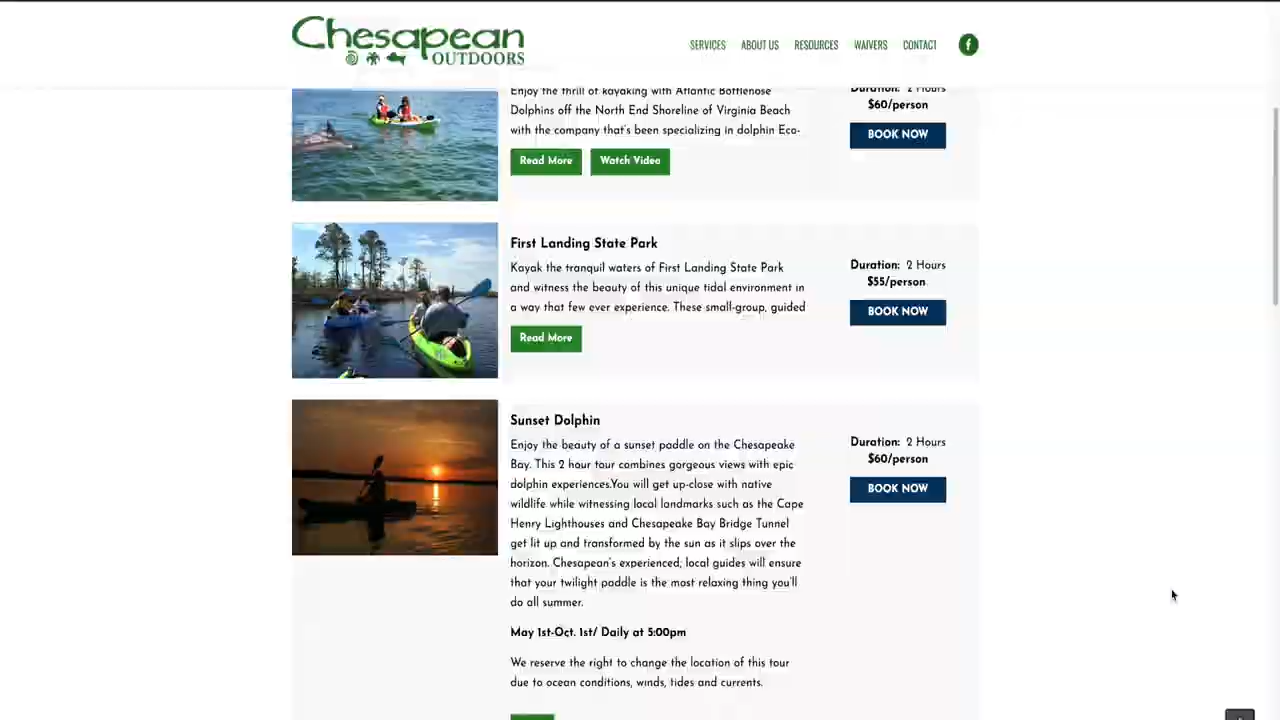 Chesapean
OUTDOORS
SERVICES ABOUT US RESOURCES WAIVERS CONTACT
Enjoy the thrill of kayaking with Atlantic Bottlenose
Dolphins off the North End Shoreline of Virginia Beach
with the company that's been specializing in dolphin Eco-
Read More Watch Video
Duration: 2 Hours
$60/person
BOOK NOW
First Landing State Park
Kayak the tranquil waters of First Landing State Park
and witness the beauty of this unique tidal environment in
a way that few ever experience. These small-group, guided
Read More
Duration: 2 Hours
$55/person
BOOK NOW
Sunset Dolphin
Enjoy the beauty of a sunset paddle on the Chesapeake
Bay. This 2 hour tour combines gorgeous views with epic
dolphin experiences.You will get up-close with native
wildlife while witnessing local landmarks such as the Cape
Henry Lighthouses and Chesapeake Bay Bridge Tunnel
get lit up and transformed by the sun as it slips over the
horizon. Chesapean's experienced; local guides will ensure
that your twilight paddle is the most relaxing thing you'll
do all summer.
May 1st-Oct. 1st/ Daily at 5:00pm
We reserve the right to change the location of this tour
due to ocean conditions, winds, tides and currents.
Duration: 2 Hours
$60/person
BOOK NOW